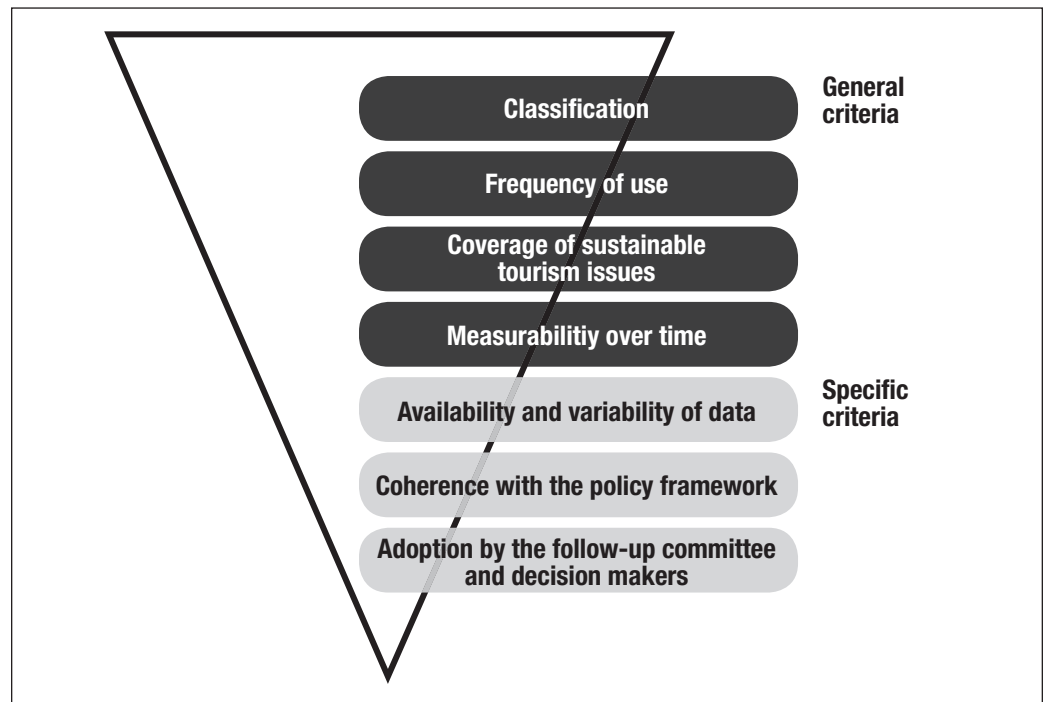 Classification
General
criteria
Frequency of use
Coverage of sustainable
tourism issues
Measurabilitiy over time
Availability and variability of data
Specific
criteria
Coherence with the policy framework
Adoption by the follow-up committee
and decision makers